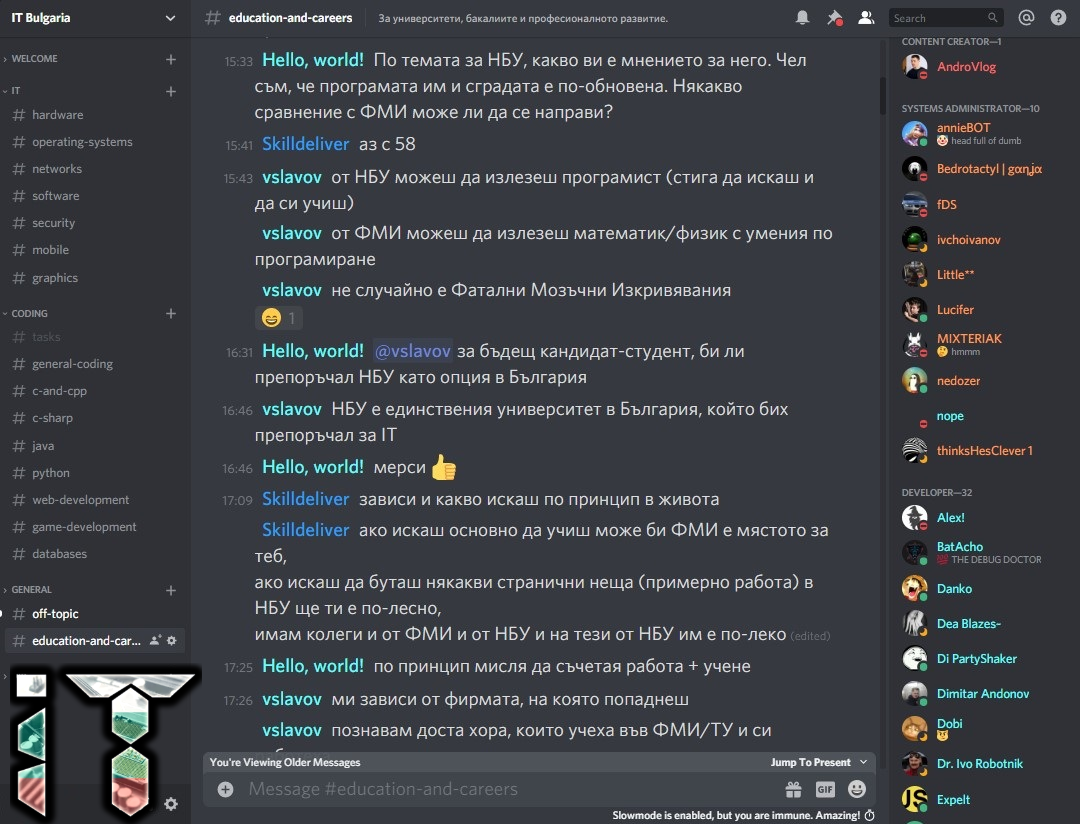 IT Bulgaria
WELCOME
IT
hardware
operating-systems
networks
software
security
mobile
graphics
CODING
tasks
general-coding
c-and-cpp
c-sharp
java
python
web-development
game-development
databases
GENERAL
off-topic
education-and-car...
education-and-careers
За университети, бакалиите и професионалното развитие.
Search
15:33 Hello, world! По темата за НБУ, какво ви е мнението за него. Чел
съм, че програмата им и сградата е по-обновена. Някакво
сравнение с ФМИ може ли да се направи?
15:41 Skilldeliver аз с 58
15:43 vslavov от НБУ можеш да излезеш програмист (стига да искаш и
да си учиш)
vslavov от ФМИ можеш да излезеш математик/физик с умения по
програмиране
vslavov не случайно е Фатални Мозъчни Изкривявания
😄 1
16:31 Hello, world! @vslavov за бъдещ кандидат-студент, би ли
препоръчал НБУ като опция в България
16:46 vslavov НБУ е единствения университет в България, който бих
препоръчал за IT
16:46 Hello, world! мерси 👍
17:09 Skilldeliver зависи и какво искаш по принцип в живота
Skilldeliver ако искаш основно да учиш може би ФМИ е мястото за
теб,
ако искаш да буташ някакви странични неща (примерно работа) в
НБУ ще ти е по-лесно,
имам колеги и от ФМИ и от НБУ и на тези от НБУ им е по-леко (edited)
17:25 Hello, world! по принцип мисля да съчетая работа + учене
17:26 vslavov ми зависи от фирмата, на която попаднеш
vslavov познавам доста хора, които учеха във ФМИ/ТУ и си
You're Viewing Older Messages
Jump To Present
Message #education-and-careers
GIF
Slowmode is enabled, but you are immune. Amazing!
CONTENT CREATOR—1
AndroVlog
SYSTEMS ADMINISTRATOR—10
annieBOT
🤡 head full of dumb
Bedrotactyl | gαɳʝα
fDS
ivchoivanov
Little**
Lucifer
MIXTERIAK
🤔 hmmm
nedozer
nope
thinksHesClever1
DEVELOPER—32
Alex!
BatAcho
💯 THE DEBUG DOCTOR
Danko
Dea Blazes~
Di PartyShaker
Dimitar Andonov
Dobi
Dr. Ivo Robotnik
JS
Expelt